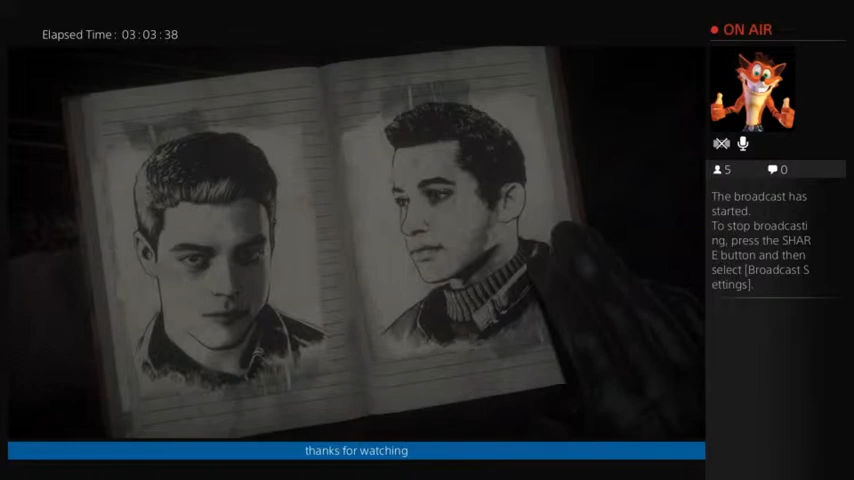 Elapsed Time : 03:03:38
ON AIR
5
0
The broadcast has
started.
To stop broadcasti
ng, press the SHAR
E button and then
select [Broadcast S
ettings].
thanks for watching